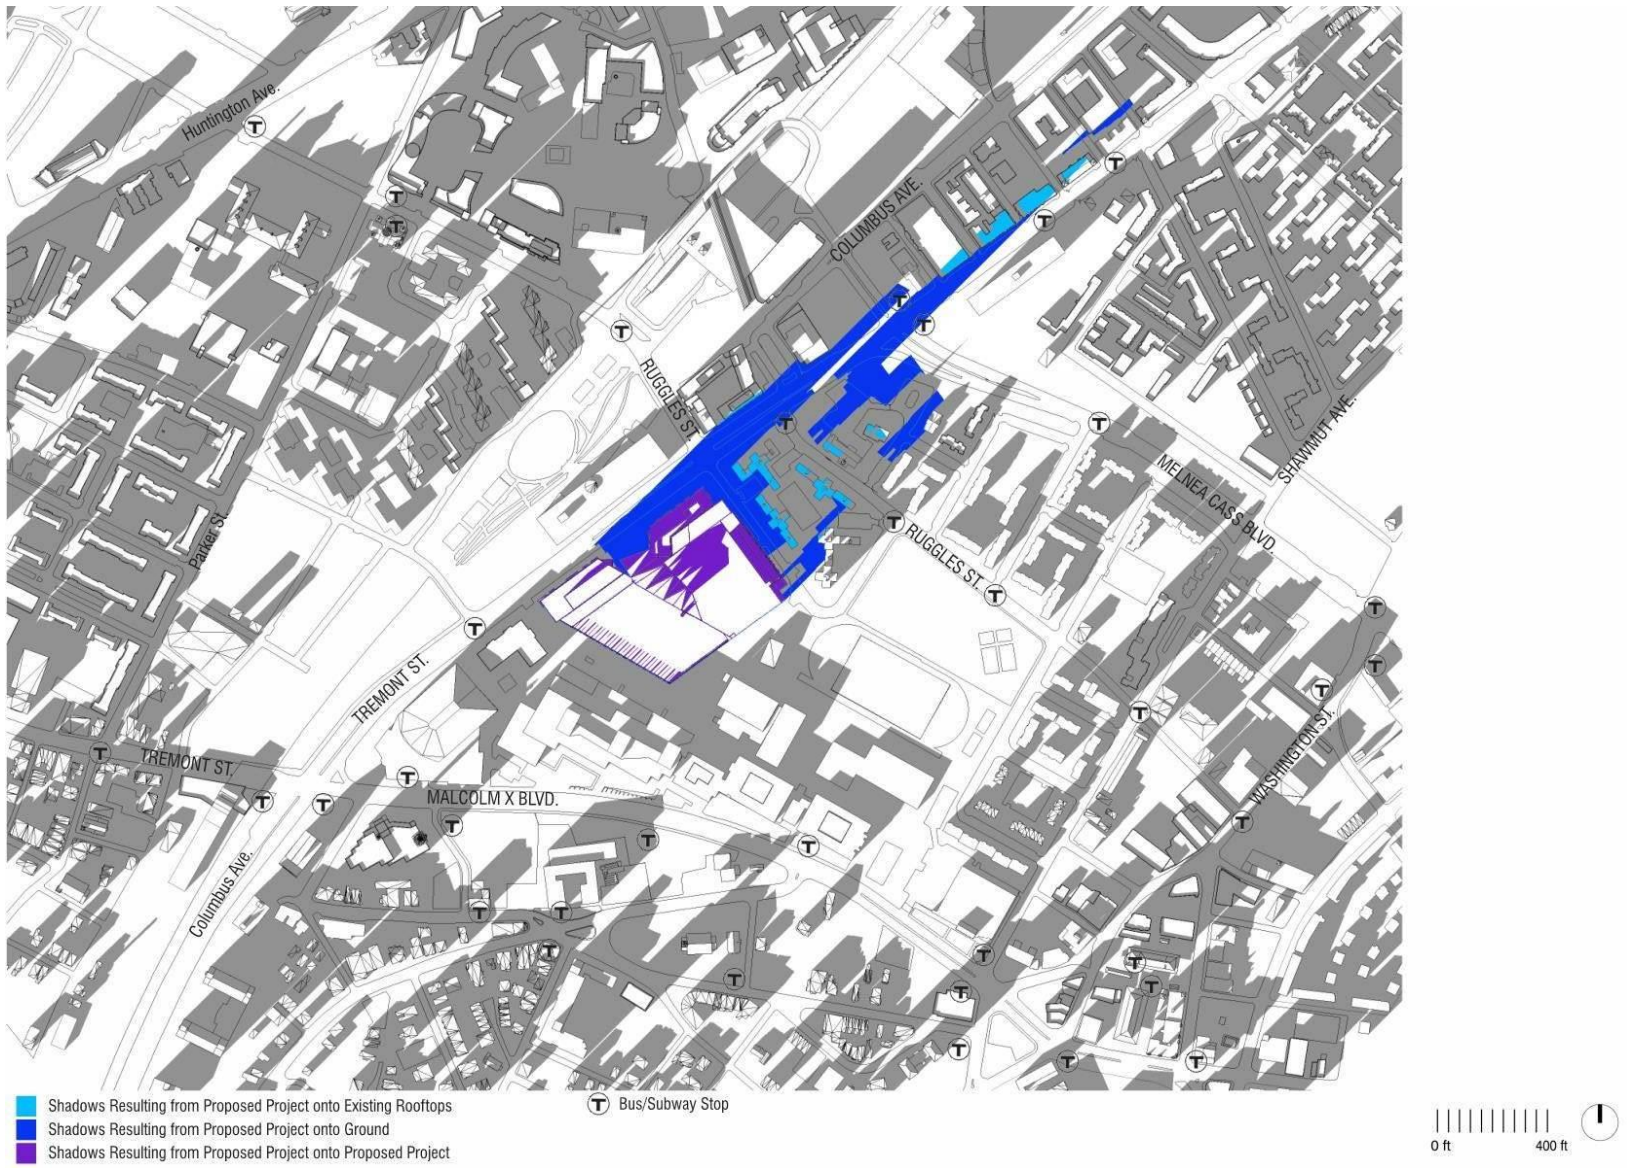 Huntington Ave.
COLUMBUS AVE.
RUGGLES ST.
SHAWMUT AVE.
MELNEA CASS BLVD.
Parker St.
RUGGLES ST.
TREMONT ST.
WASHINGTON ST.
TREMONT ST.
MALCOLM X BLVD.
Columbus Ave.
T T T T T T T T T T T T T T T T T T T T T T T T T T T T T T T T T T T T T
Shadows Resulting from Proposed Project onto Existing Rooftops
T Bus/Subway Stop
Shadows Resulting from Proposed Project onto Ground
Shadows Resulting from Proposed Project onto Proposed Project
0 ft 400 ft